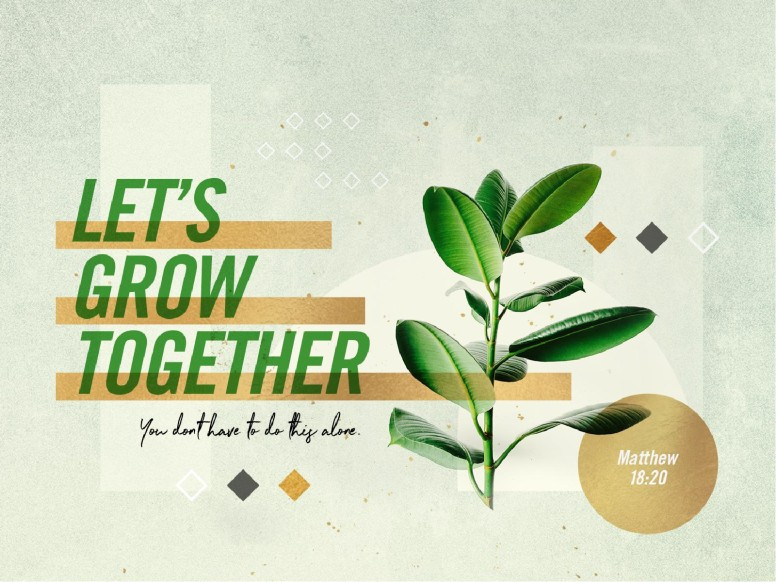 LET'S
GROW
TOGETHER
You don't have to do this alone.
Matthew
18:20